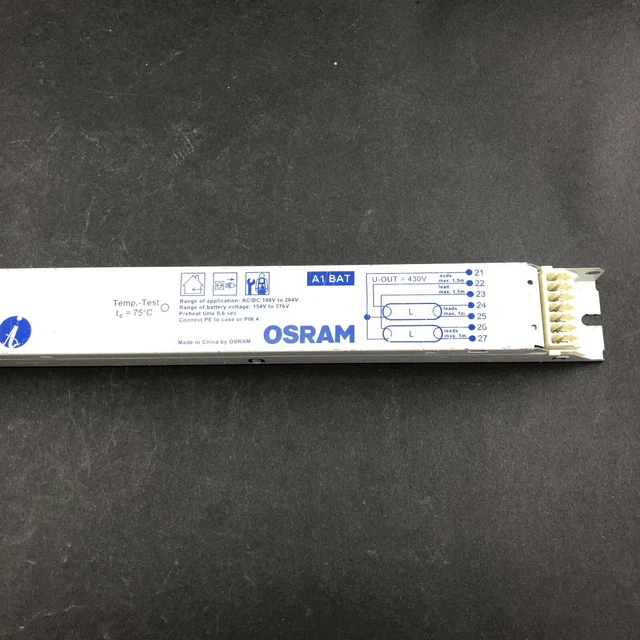 Temp.-Test
tc = 75°C
Range of application: AC/DC 198V to 264V
Range of battery voltage: 154V to 276V
Preheat time 0,6 sec
Connect PE to case or PIN 4
Made in China by OSRAM
A1 BAT
OSRAM
U-OUT = 430V
max. 1,5m
lead
max. 1,5m
L
leads
max. 1m
L
leads
max. 1m
21
22
23
24
25
26
27